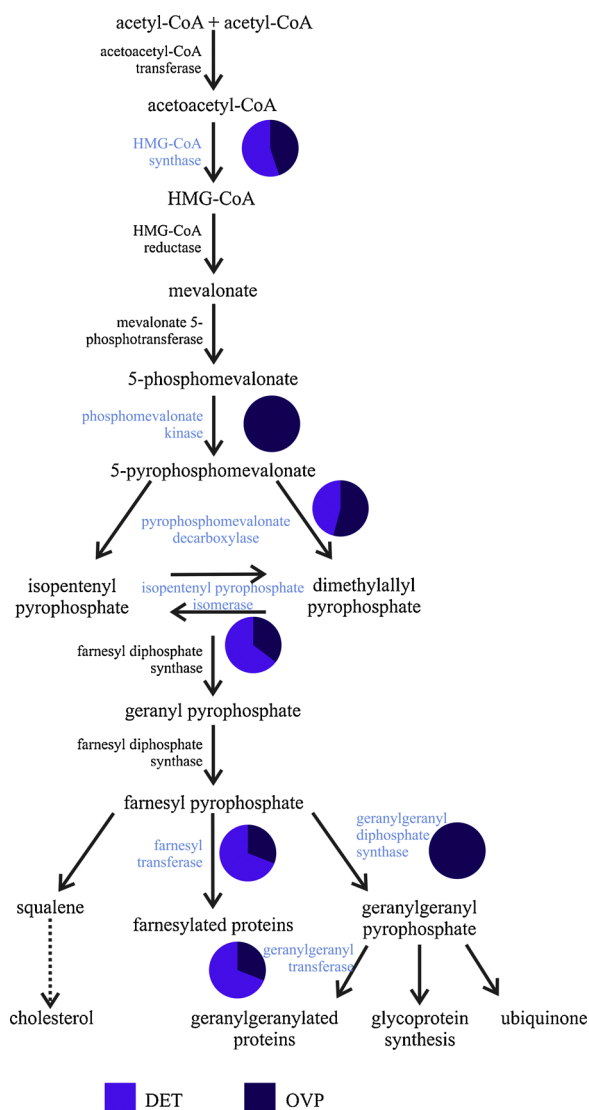 acetyl-CoA + acetyl-CoA
acetoacetyl-CoA
transferase
acetoacetyl-CoA
HMG-CoA
synthase
HMG-CoA
HMG-CoA
reductase
mevalonate
mevalonate 5-
phosphotransferase
5-phosphomevalonate
phosphomevalonate
kinase
5-pyrophosphomevalonate
pyrophosphomevalonate
decarboxylase
isopentenyl
pyrophosphate
isopentenyl pyrophosphate
isomerase
dimethylallyl
pyrophosphate
farnesyl diphosphate
synthase
geranyl pyrophosphate
farnesyl diphosphate
synthase
farnesyl pyrophosphate
farnesyl
transferase
geranylgeranyl
diphosphate
synthase
squalene
farnesylated proteins
geranylgeranyl
pyrophosphate
geranylgeranyl
transferase
cholesterol
geranylgeranylated
proteins
glycoprotein
synthesis
ubiquinone
DET
OVP